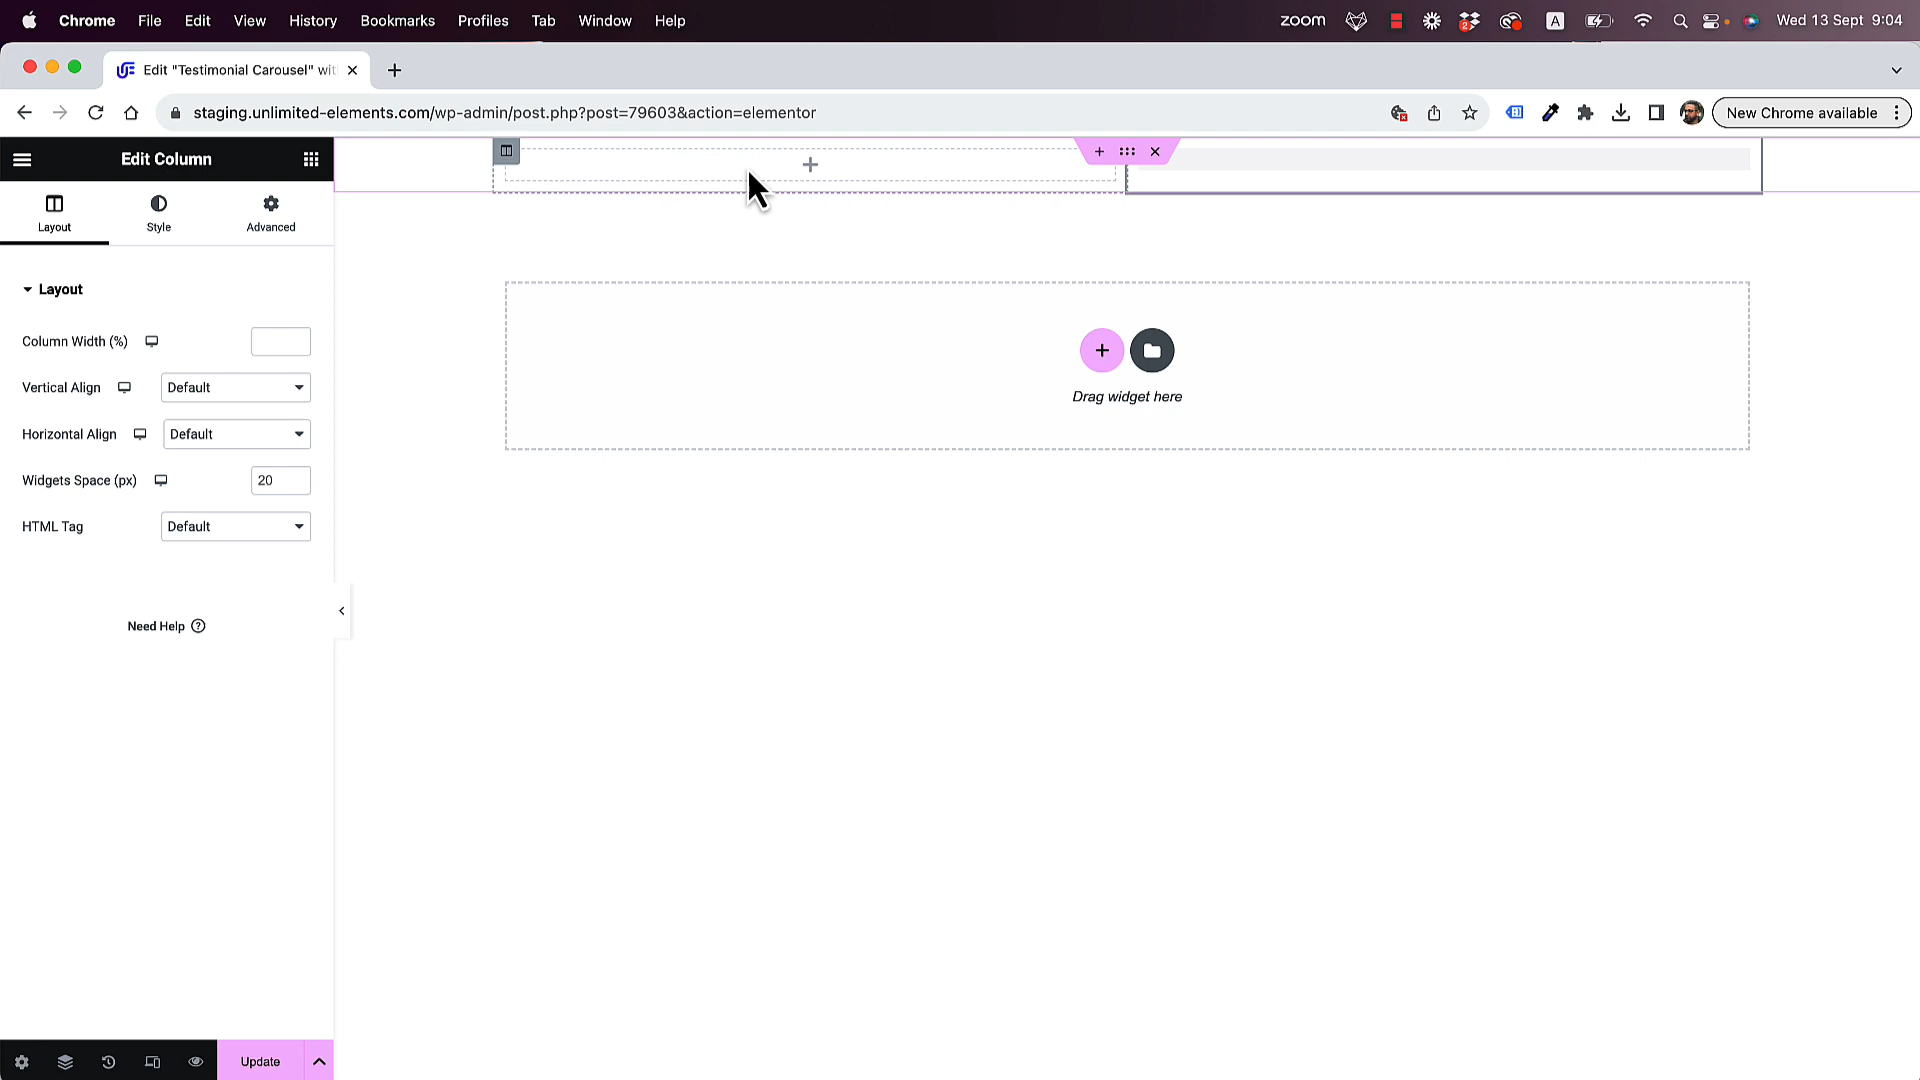 Chrome File Edit View History Bookmarks Profiles Tab Window Help zoom 2 A Wed 13 Sept 9:04
Edit "Testimonial Carousel" wit
staging.unlimited-elements.com/wp-admin/post.php?post=79603&action=elementor New Chrome available
Edit Column
Layout Style Advanced
Layout
Column Width (%)
Vertical Align Default
Horizontal Align Default
Widgets Space (px) 20
HTML Tag Default
Need Help ?
Drag widget here
Update